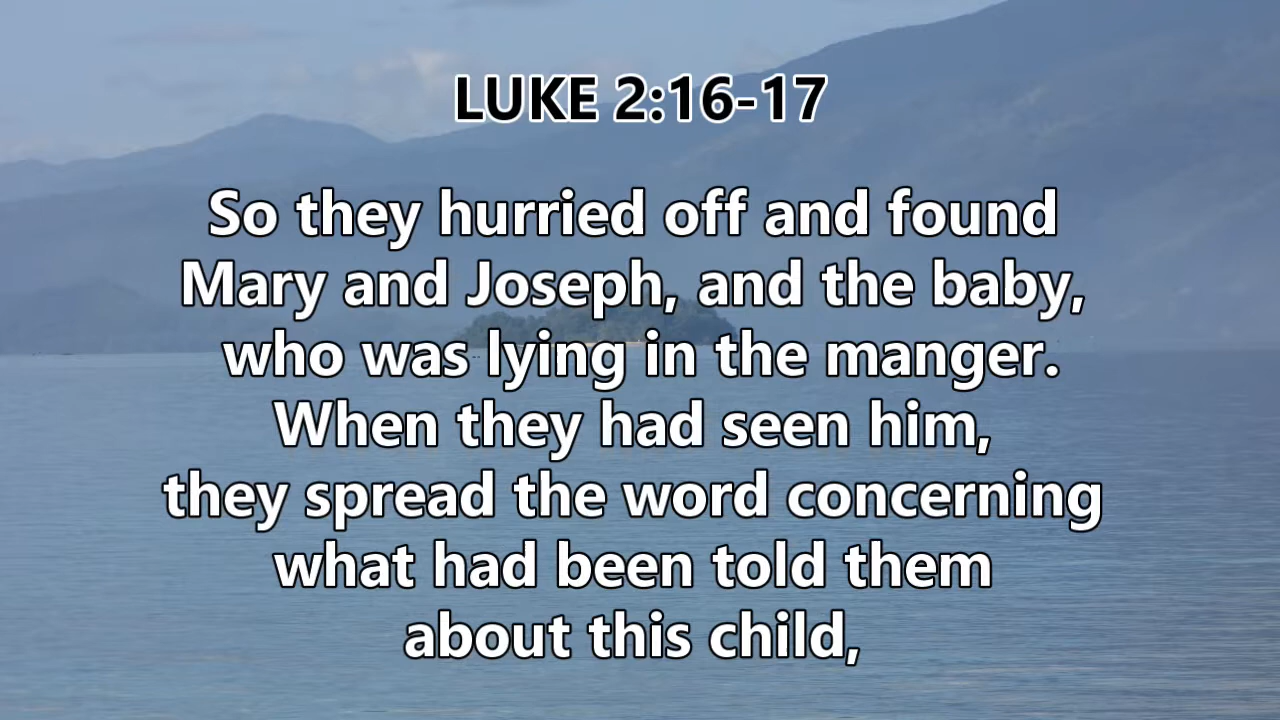 LUKE 2:16-17
So they hurried off and found
Mary and Joseph, and the baby,
who was lying in the manger.
When they had seen him,
they spread the word concerning
what had been told them
about this child,